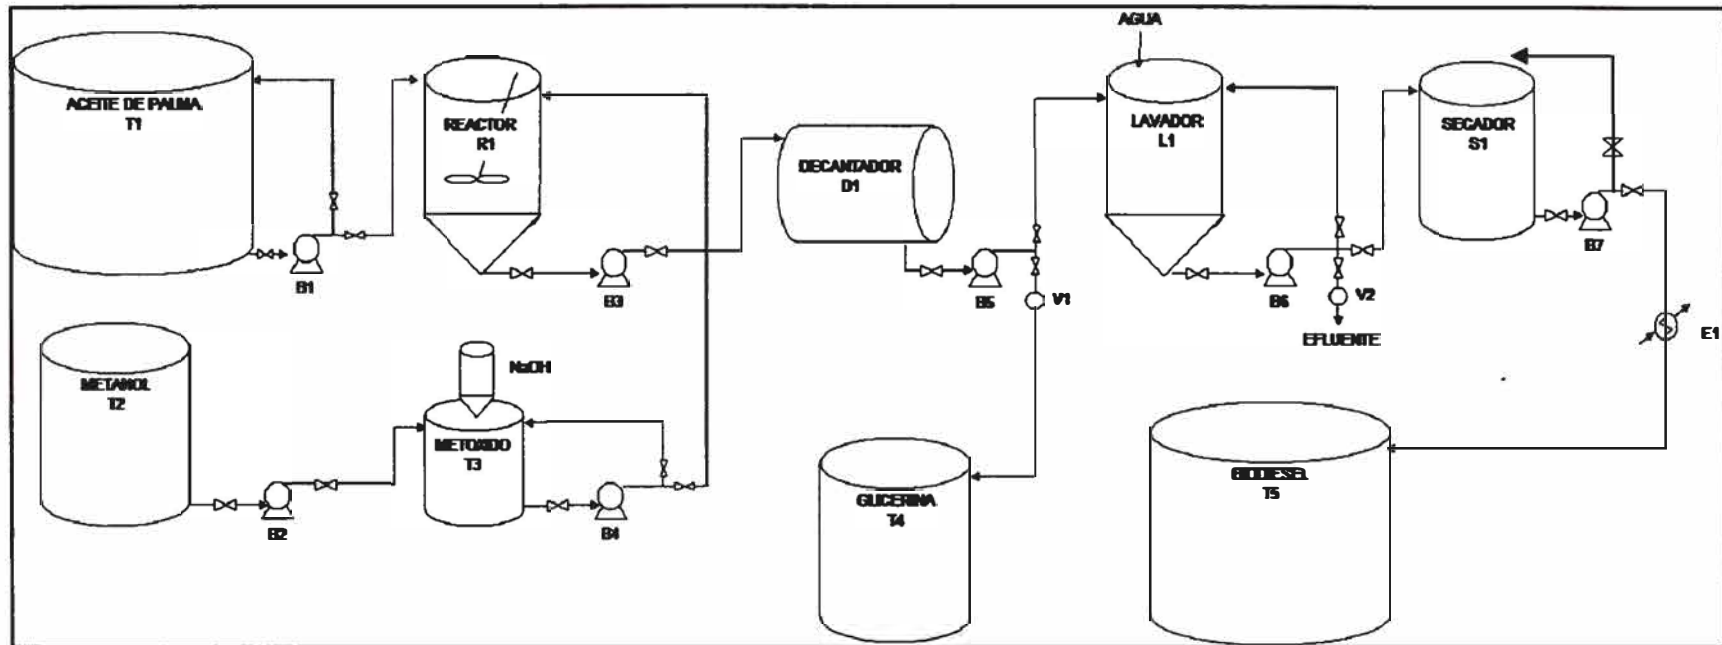 AGUA
ACEITE DE PALMA
T1
REACTOR
R1
DECANTADOR
D1
LAVADOR
L1
SECADOR
S1
B1
B3
B5
V1
B6
V2
B7
EFLUENTE
E1
METANOL
T2
NaOH
METOXIDO
T3
B2
B4
GLICERINA
T4
BIODIESEL
T5